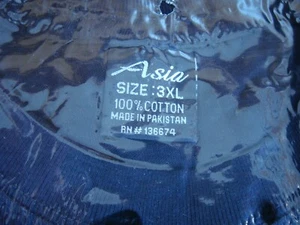 Asia
SIZE : 3XL
100% COTTON
MADE IN PAKISTAN
RN # 136674